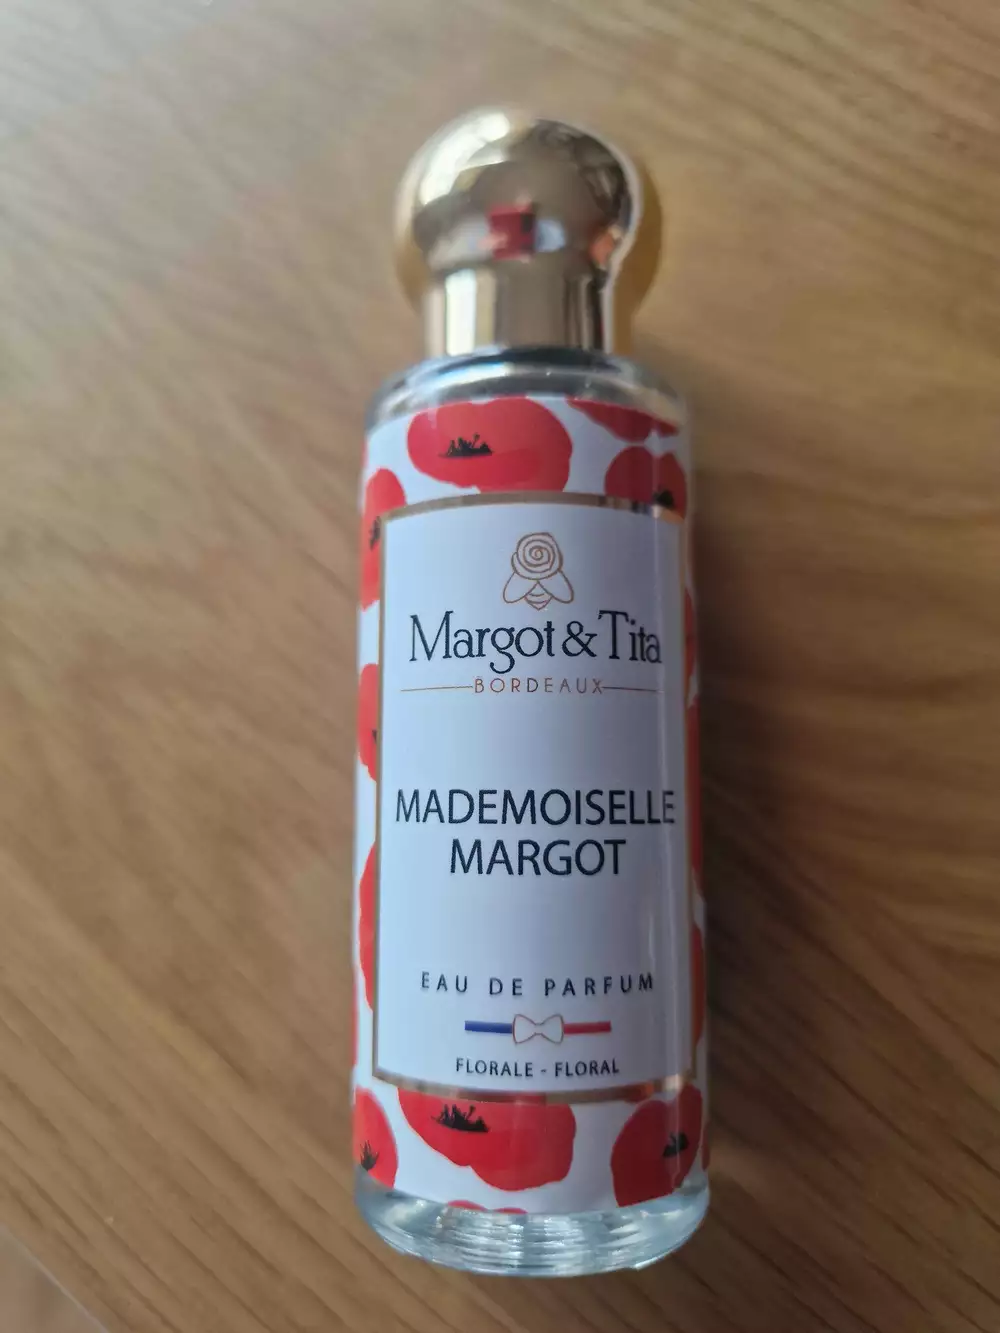 Margot & Tita
BORDEAUX
MADEMOISELLE
MARGOT
EAU DE PARFUM
FLORALE - FLORAL